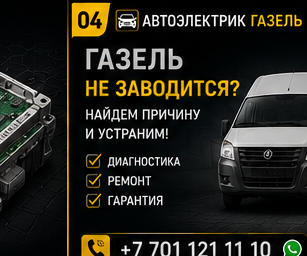 04 АВТОЭЛЕКТРИК ГАЗЕЛЬ
ГАЗЕЛЬ
НЕ ЗАВОДИТСЯ?
НАЙДЕМ ПРИЧИНУ
И УСТРАНИМ!
ДИАГНОСТИКА
РЕМОНТ
ГАРАНТИЯ
+7 701 121 11 10